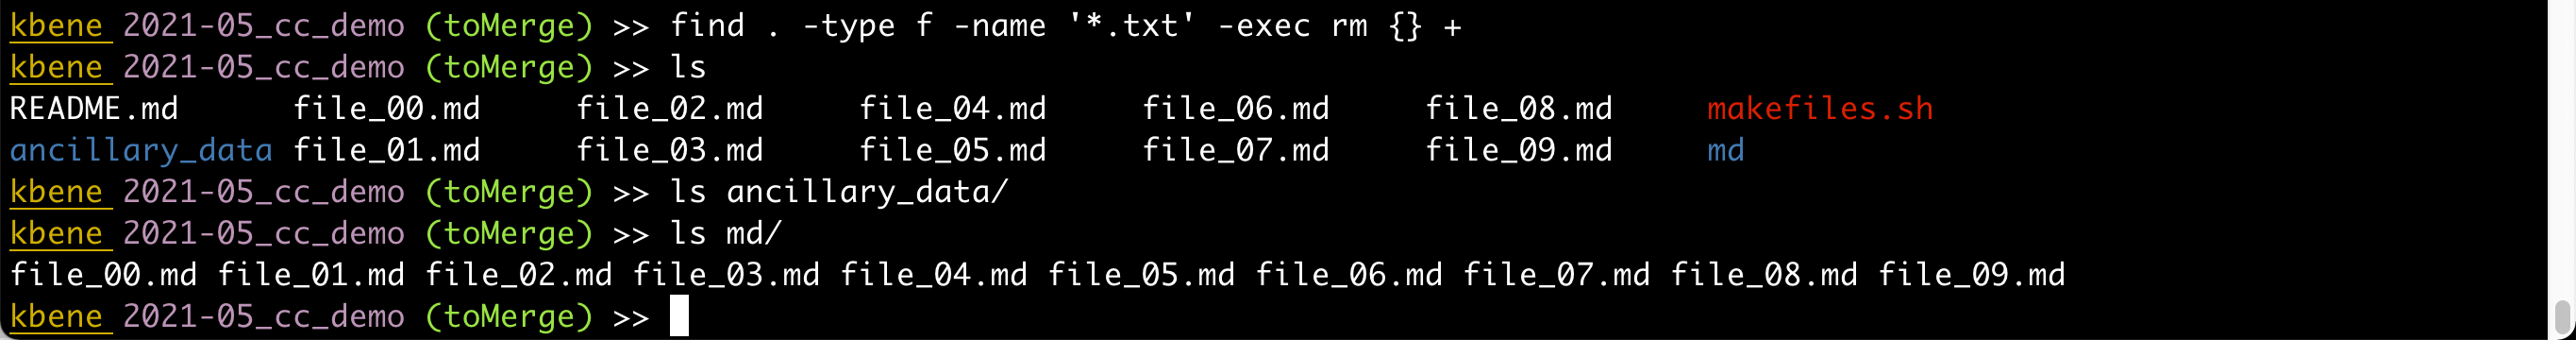 kbene 2021-05_cc_demo (toMerge) >> find . -type f -name '*.txt' -exec rm {} +
kbene 2021-05_cc_demo (toMerge) >> ls
README.md file_00.md file_02.md file_04.md file_06.md file_08.md makefiles.sh
ancillary_data file_01.md file_03.md file_05.md file_07.md file_09.md md
kbene 2021-05_cc_demo (toMerge) >> ls ancillary_data/
kbene 2021-05_cc_demo (toMerge) >> ls md/
file_00.md file_01.md file_02.md file_03.md file_04.md file_05.md file_06.md file_07.md file_08.md file_09.md
kbene 2021-05_cc_demo (toMerge) >>